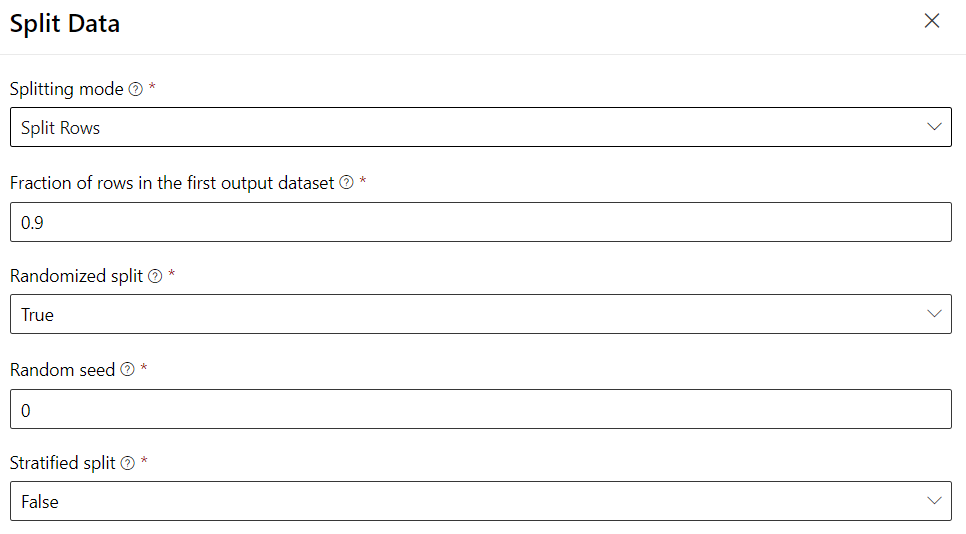 Split Data
Splitting mode *
Split Rows
Fraction of rows in the first output dataset *
0.9
Randomized split *
True
Random seed *
0
Stratified split *
False